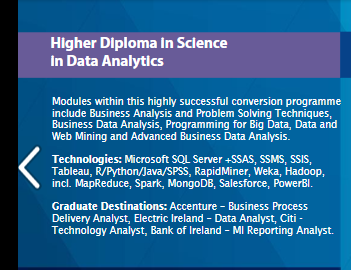 Higher Diploma in Science
in Data Analytics
Modules within this highly successful conversion programme
include Business Analysis and Problem Solving Techniques,
Business Data Analysis, Programming for Big Data, Data and
Web Mining and Advanced Business Data Analysis.
Technologies: Microsoft SQL Server +SSAS, SSMS, SSIS,
Tableau, R/Python/Java/SPSS, RapidMiner, Weka, Hadoop,
incl. MapReduce, Spark, MongoDB, Salesforce, PowerBI.
Graduate Destinations: Accenture – Business Process
Delivery Analyst, Electric Ireland – Data Analyst, Citi -
Technology Analyst, Bank of Ireland – MI Reporting Analyst.